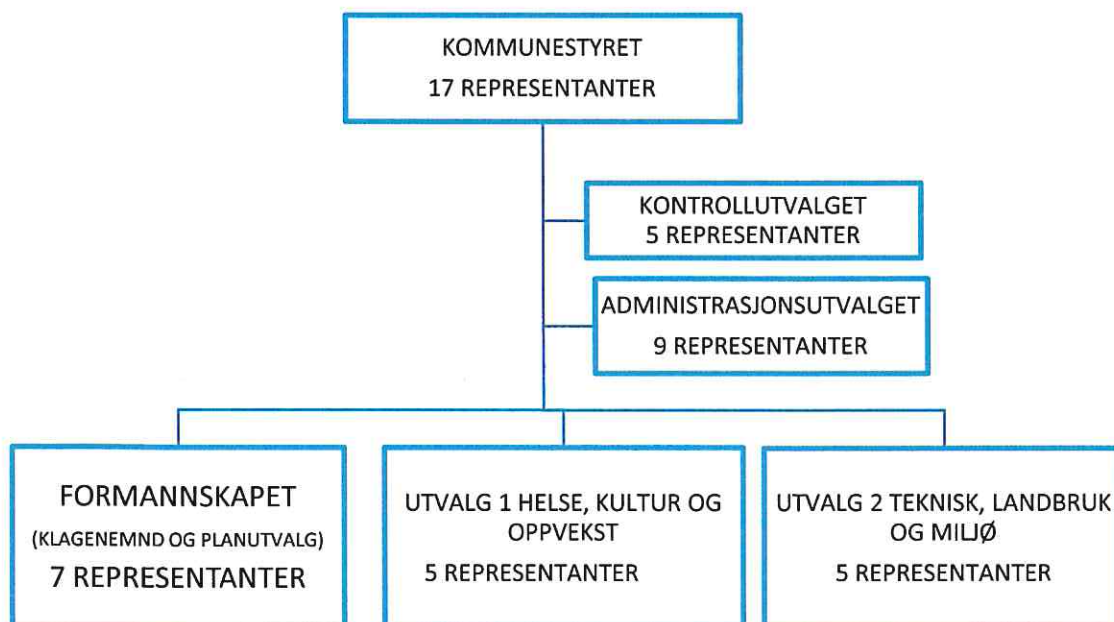 KOMMUNESTYRET
17 REPRESENTANTER
KONTROLLUTVALGET
5 REPRESENTANTER
ADMINISTRASJONSUTVALGET
9 REPRESENTANTER
FORMANNSKAPET
(KLAGENEMND OG PLANUTVALG)
7 REPRESENTANTER
UTVALG 1 HELSE, KULTUR OG
OPPVEKST
5 REPRESENTANTER
UTVALG 2 TEKNISK, LANDBRUK
OG MILJØ
5 REPRESENTANTER